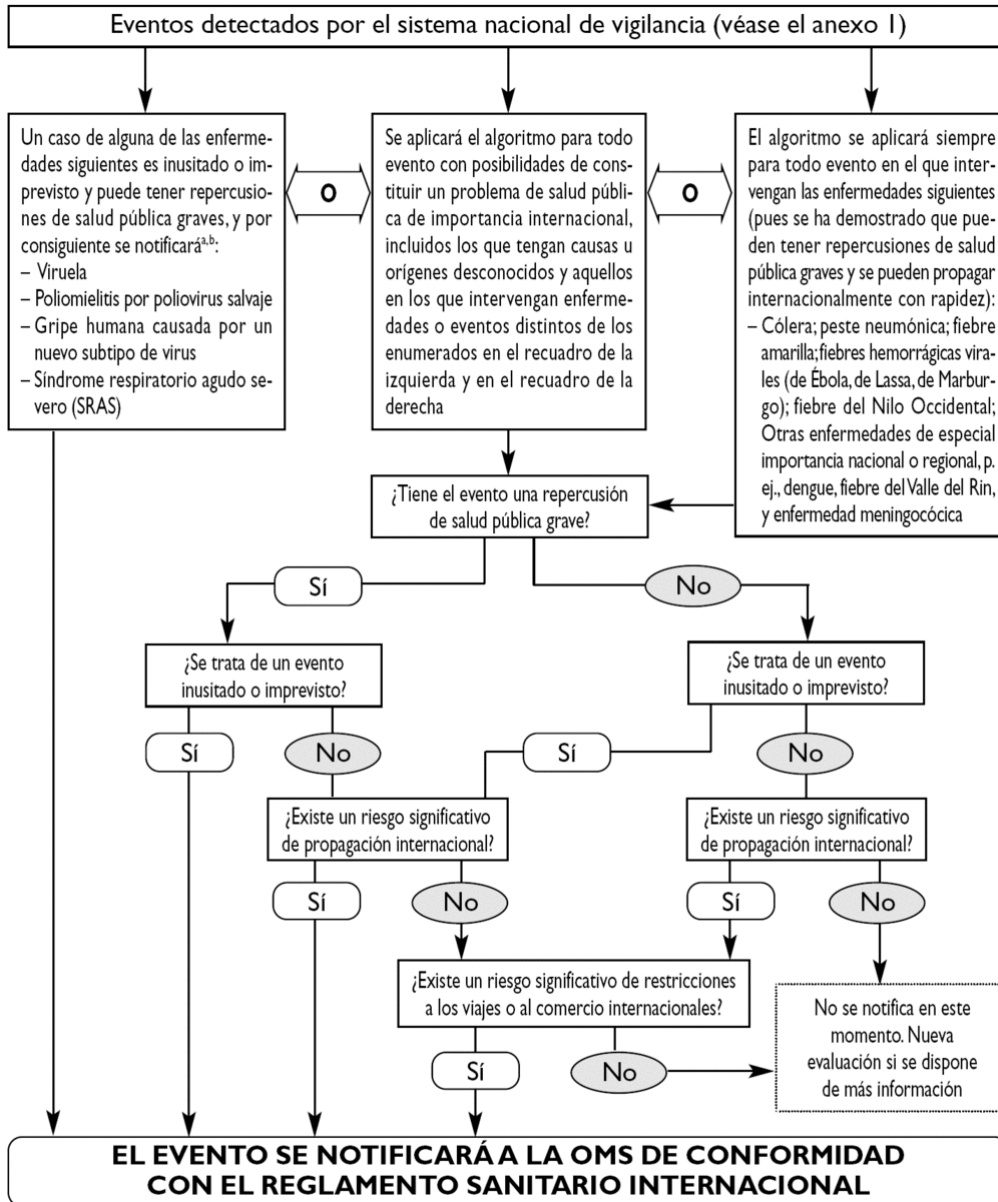 Eventos detectados por el sistema nacional de vigilancia (véase el anexo 1)
Un caso de alguna de las enferme-
dades siguientes es inusitado o im-
previsto y puede tener repercusiones
de salud pública graves, y por
consiguiente se notificará a,b:
– Viruela
– Poliomielitis por poliovirus salvaje
– Gripe humana causada por un
nuevo subtipo de virus
– Síndrome respiratorio agudo se-
vero (SRAS)
O
Se aplicará el algoritmo para todo
evento con posibilidades de cons-
tituir un problema de salud pública
de importancia internacional,
incluidos los que tengan causas u
orígenes desconocidos y aquellos
en los que intervengan enferme-
dades o eventos distintos de los
enumerados en el recuadro de la
izquierda y en el recuadro de la
derecha
O
El algoritmo se aplicará siempre
para todo evento en el que inter-
vengan las enfermedades siguientes
(pues se ha demostrado que pue-
den tener repercusiones de salud
pública graves y se pueden propagar
internacionalmente con rapidez):
– Cólera; peste neumónica; fiebre
amarilla; fiebres hemorrágicas vira-
les (de Ébola, de Lassa, de Marbur-
go); fiebre del Nilo Occidental;
Otras enfermedades de especial
importancia nacional o regional, p.
ej., dengue, fiebre del Valle del Rin,
y enfermedad meningocócica
¿Tiene el evento una repercusión
de salud pública grave?
Sí
No
¿Se trata de un evento
inusitado o imprevisto?
¿Se trata de un evento
inusitado o imprevisto?
Sí
No
Sí
No
¿Existe un riesgo significativo
de propagación internacional?
¿Existe un riesgo significativo
de propagación internacional?
Sí
No
Sí
No
¿Existe un riesgo significativo de restricciones
a los viajes o al comercio internacionales?
No se notifica en este
momento. Nueva
evaluación si se dispone
de más información
Sí
No
EL EVENTO SE NOTIFICARÁ A LA OMS DE CONFORMIDAD
CON EL REGLAMENTO SANITARIO INTERNACIONAL